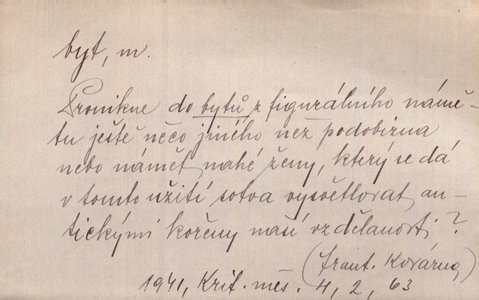 byt, m.
Pronikne do bytů z figurálního námě-
tu ještě něco jiného než podobizna
nebo námět nahé ženy, který se dá
v tomto užití sotva vysvětlovat an-
tickými kořeny naší vzdělanosti?
(Frant. Kovárna)
1941, Krit. měs. 4, 2, 63